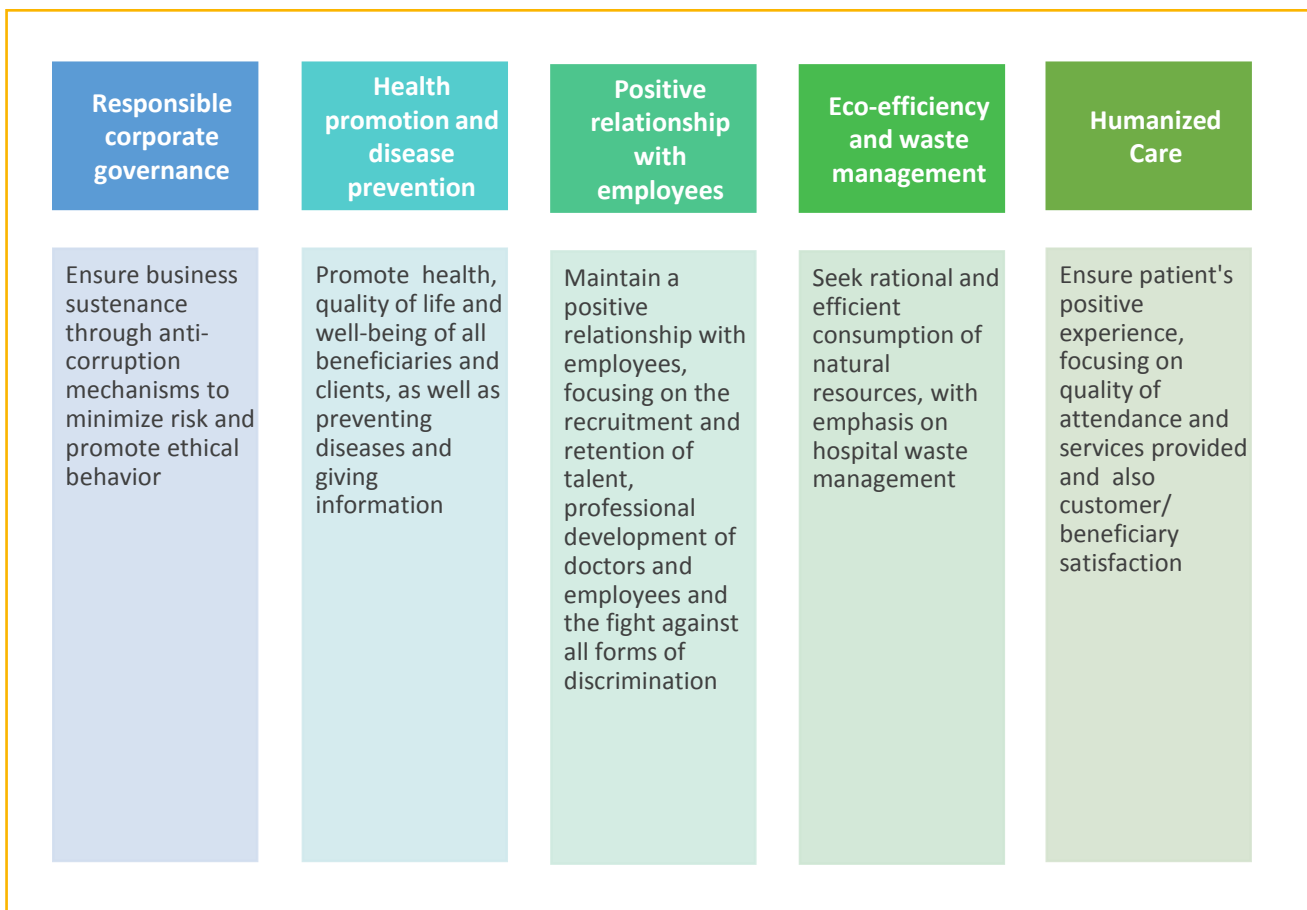 Responsible
corporate
governance
Health
promotion and
disease
prevention
Positive
relationship
with
employees
Eco-efficiency
and waste
management
Humanized
Care
Ensure business
sustenance
through anti-
corruption
mechanisms to
minimize risk and
promote ethical
behavior
Promote health,
quality of life and
well-being of all
beneficiaries and
clients, as well as
preventing
diseases and
giving
information
Maintain a
positive
relationship with
employees,
focusing on the
recruitment and
retention of
talent,
professional
development of
doctors and
employees and
the fight against
all forms of
discrimination
Seek rational and
efficient
consumption of
natural
resources, with
emphasis on
hospital waste
management
Ensure patient's
positive
experience,
focusing on
quality of
attendance and
services provided
and also
customer/
beneficiary
satisfaction